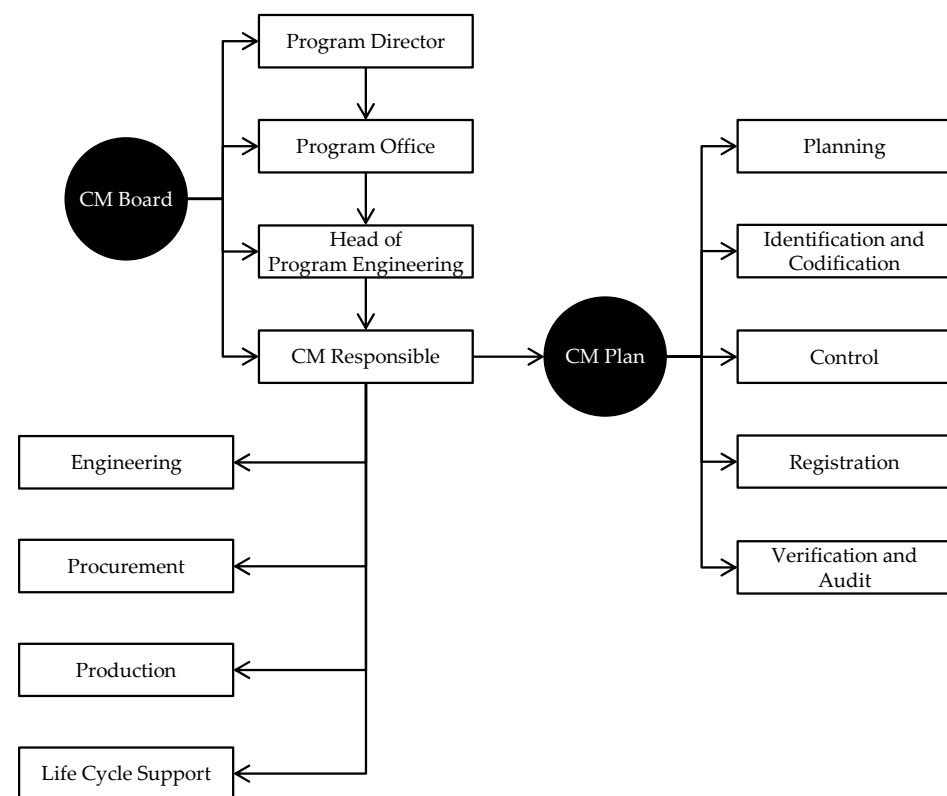 Program Director
Program Office
CM Board
Head of
Program Engineering
CM Responsible
CM Plan
Planning
Identification and
Codification
Control
Registration
Verification and
Audit
Engineering
Procurement
Production
Life Cycle Support